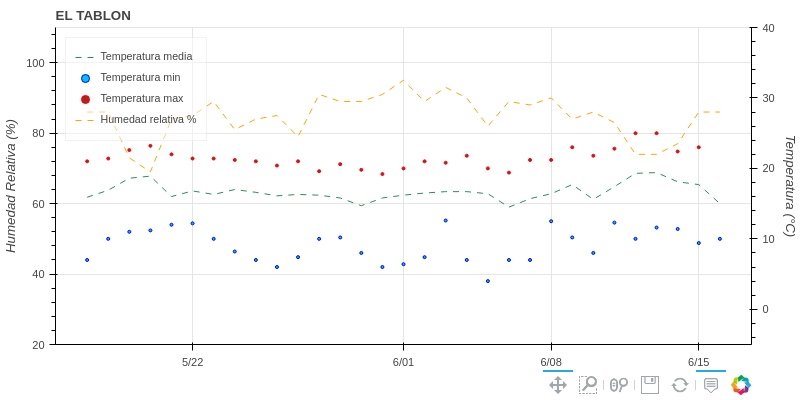 EL TABLON
Temperatura media
Temperatura min
Temperatura max
Humedad relativa %
Humedad Relativa (%)
100
80
60
40
20
Temperatura (°C)
40
30
20
10
0
5/22
6/01
6/08
6/15